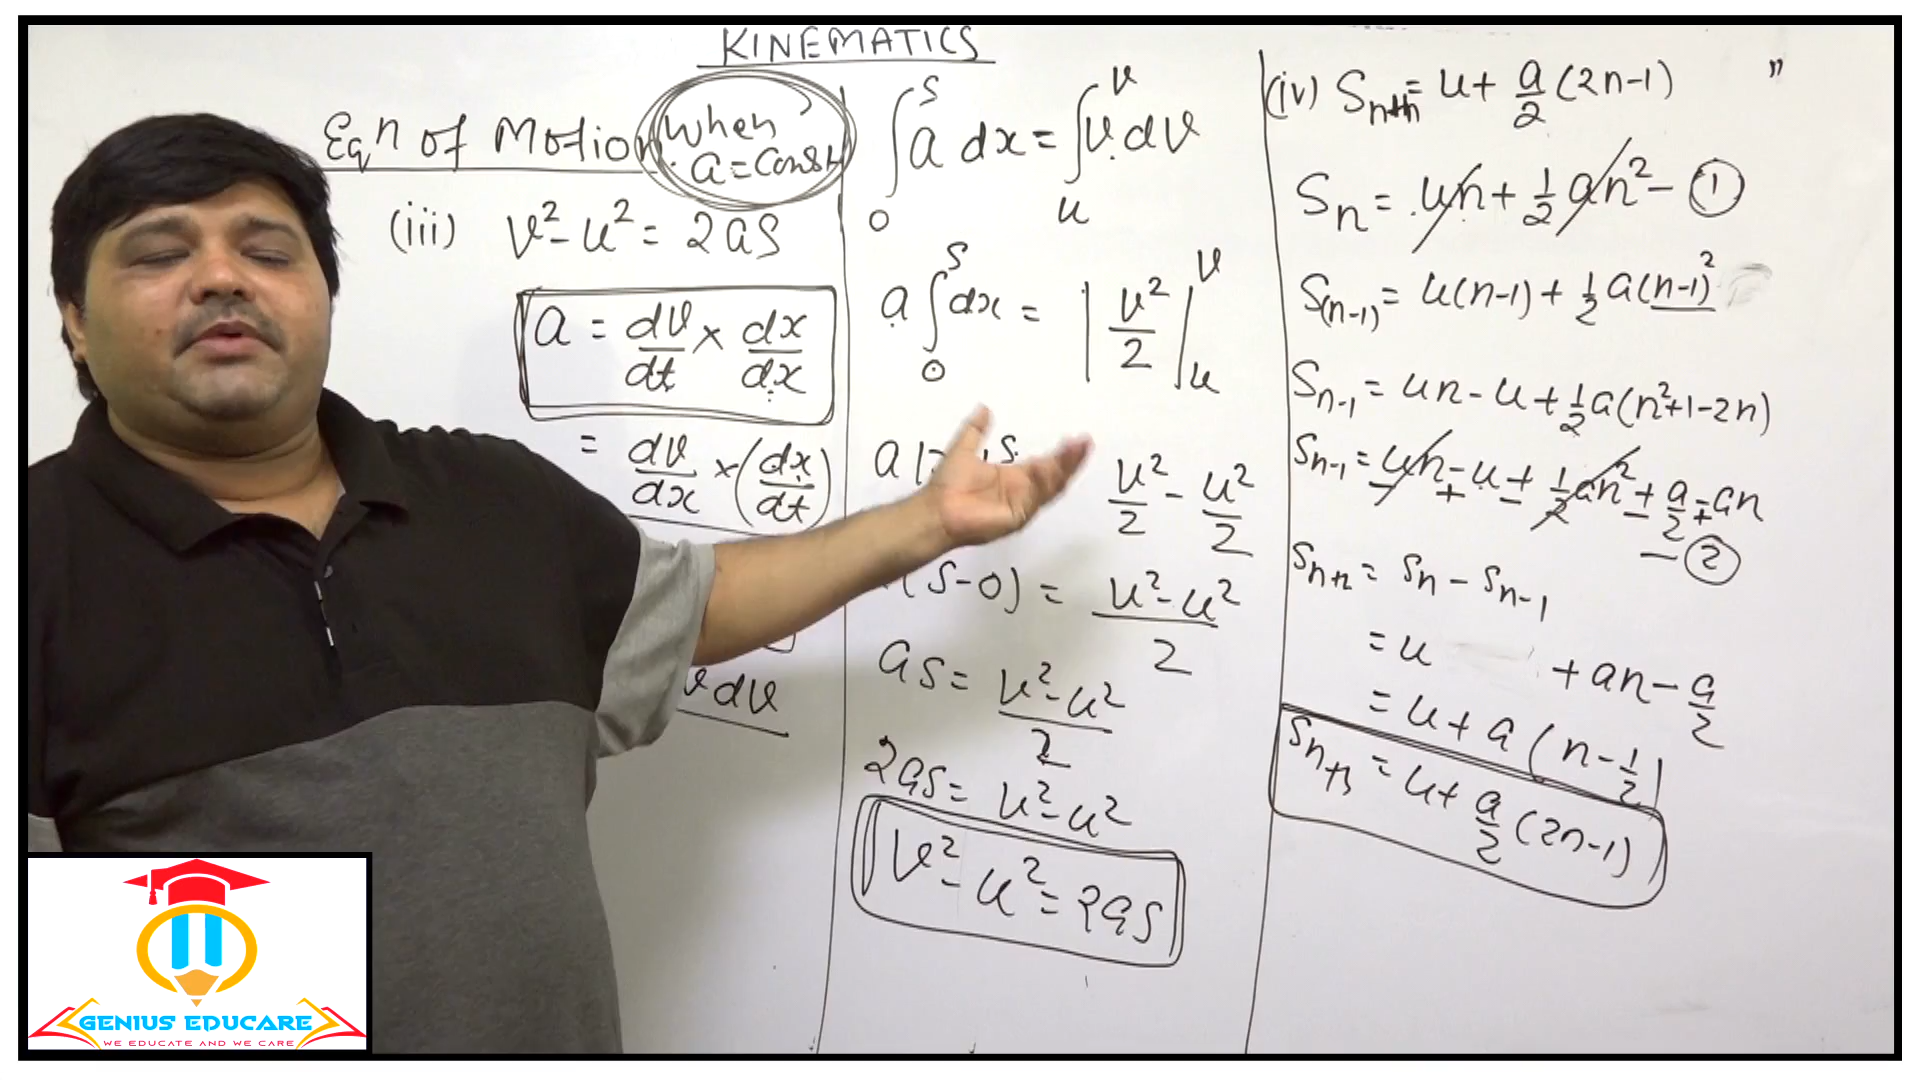 KINEMATICS
Eqn of Motion when a = const
(iii) v² - u² = 2as
a = dv/dt × dx/dx
= dv/dx × (dx/dt)
v dv
∫₀ˢ a dx = ∫ᵤᵛ v.dv
a ∫₀ˢ dx = |v²/2|ᵤᵛ
v²/2 - u²/2
(s-0) = v² - u²/2
as = v² - u²/2
2as = v² - u²
v² - u² = 2as
(iv) Snth = u + a/2 (2n-1) "
Sn = un + 1/2 an² - ①
S(n-1) = u(n-1) + 1/2 a(n-1)²
Sn-1 = un - u + 1/2 a(n²+1-2n)
Sn-1 = un - u + 1/2 an² + a/2 - an
- ②
Snth = Sn - Sn-1
= u + an - a/2
= u + a (n - 1/2)
Snth = u + a/2 (2n-1)
GENIUS EDUCARE
WE EDUCATE AND WE CARE